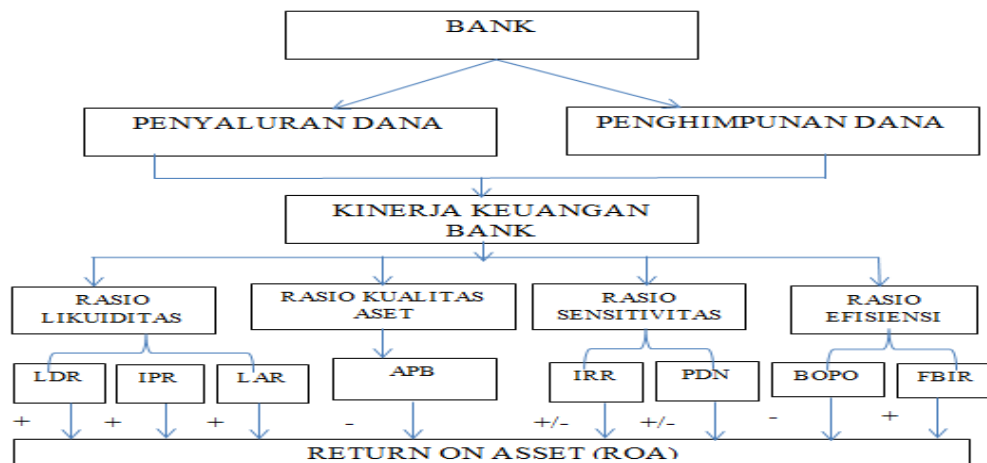 BANK
PENYALURAN DANA
PENGHIMPUNAN DANA
KINERJA KEUANGAN
BANK
RASIO
LIKUIDITAS
RASIO KUALITAS
ASET
RASIO
SENSITIVITAS
RASIO
EFISIENSI
LDR
IPR
LAR
APB
IRR
PDN
BOPO
FBIR
+
+
+
-
+/-
+/-
-
+
RETURN ON ASSET (ROA)